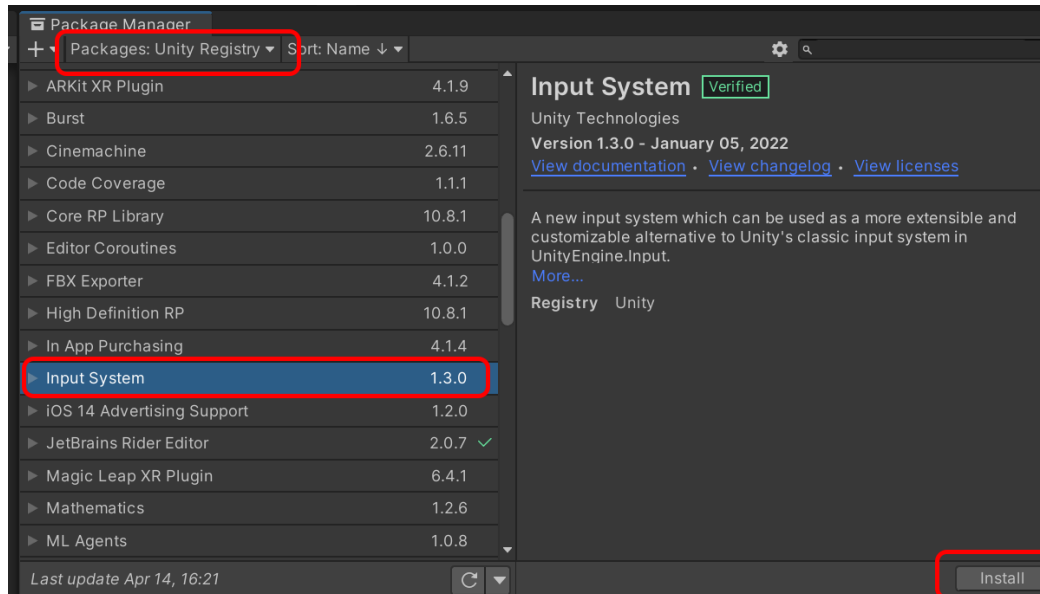 Package Manager
+ Packages: Unity Registry Sort: Name ↓
ARKit XR Plugin 4.1.9
Burst 1.6.5
Cinemachine 2.6.11
Code Coverage 1.1.1
Core RP Library 10.8.1
Editor Coroutines 1.0.0
FBX Exporter 4.1.2
High Definition RP 10.8.1
In App Purchasing 4.1.4
Input System 1.3.0
iOS 14 Advertising Support 1.2.0
JetBrains Rider Editor 2.0.7 ✓
Magic Leap XR Plugin 6.4.1
Mathematics 1.2.6
ML Agents 1.0.8
Last update Apr 14, 16:21
Input System Verified
Unity Technologies
Version 1.3.0 - January 05, 2022
View documentation • View changelog • View licenses
A new input system which can be used as a more extensible and
customizable alternative to Unity's classic input system in
UnityEngine.Input.
More...
Registry Unity
Install